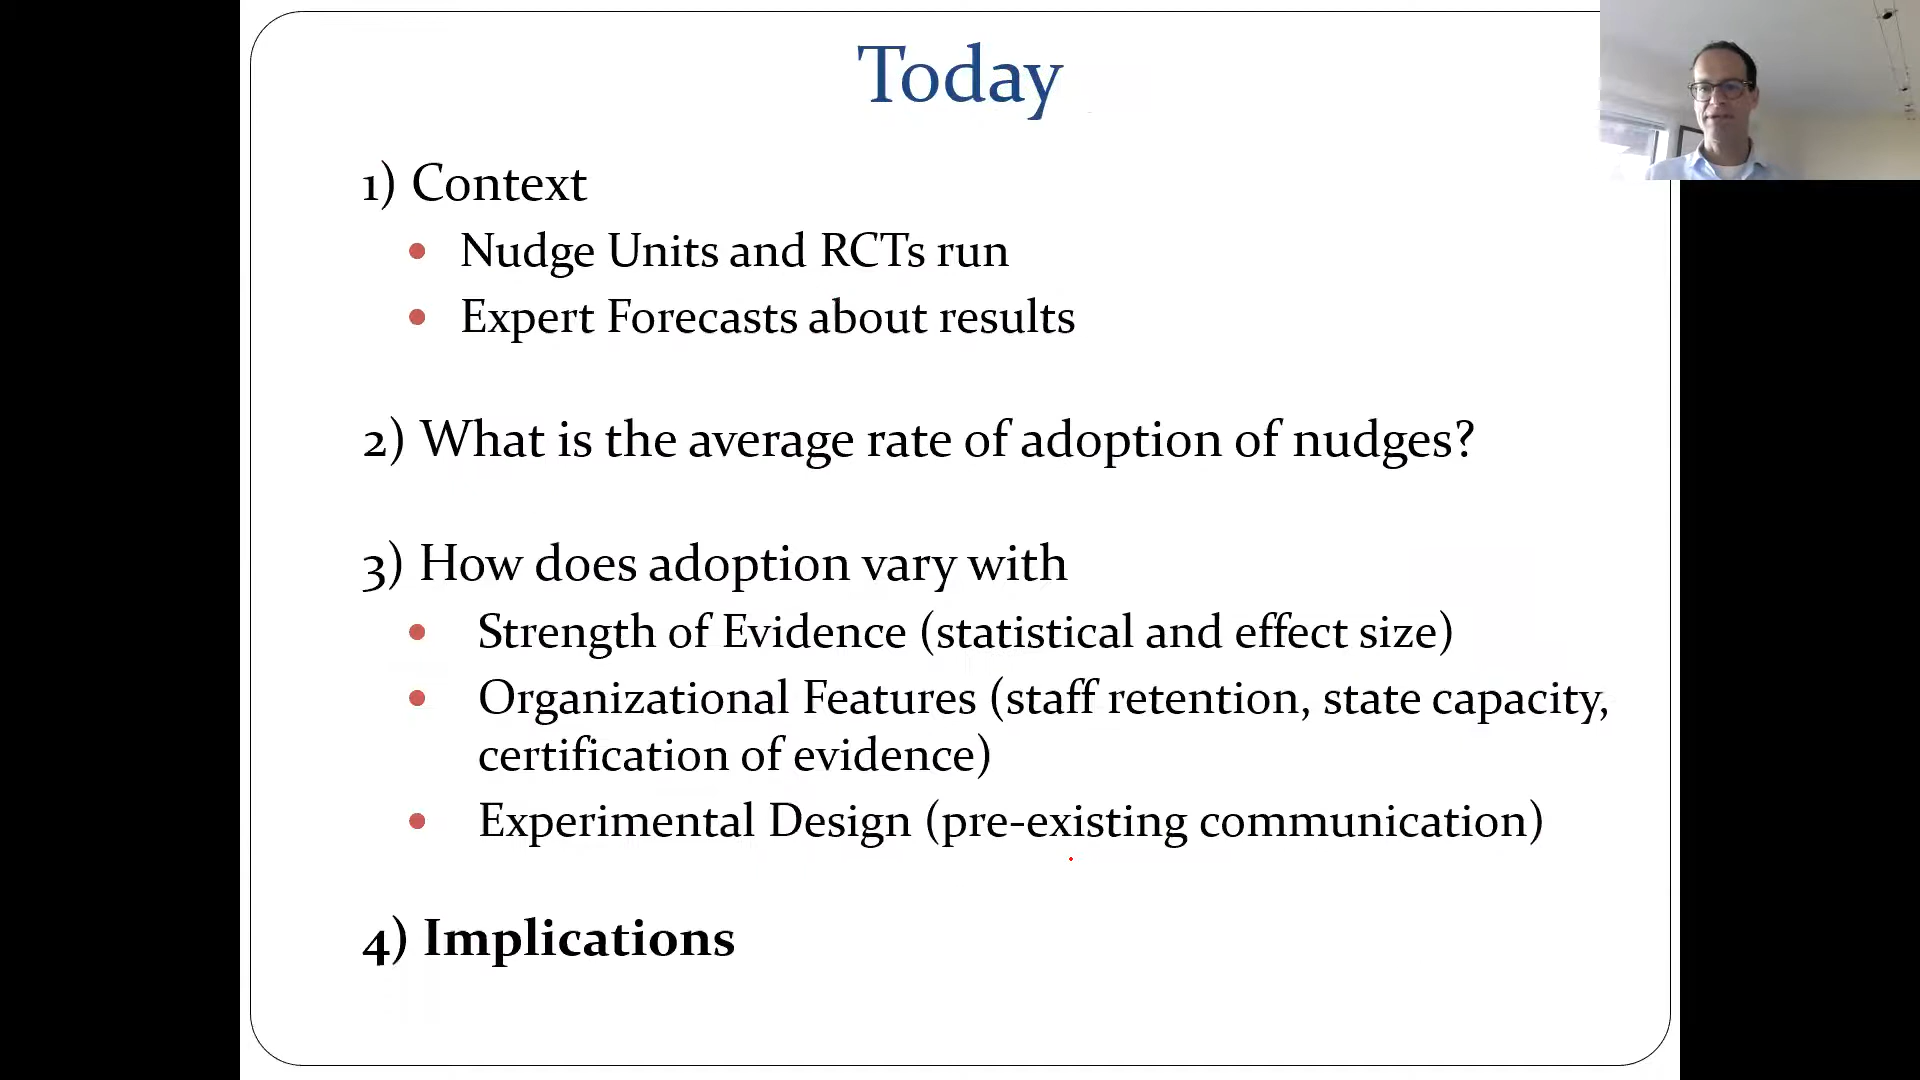 Today
1) Context
• Nudge Units and RCTs run
• Expert Forecasts about results
2) What is the average rate of adoption of nudges?
3) How does adoption vary with
• Strength of Evidence (statistical and effect size)
• Organizational Features (staff retention, state capacity,
certification of evidence)
• Experimental Design (pre-existing communication)
4) Implications